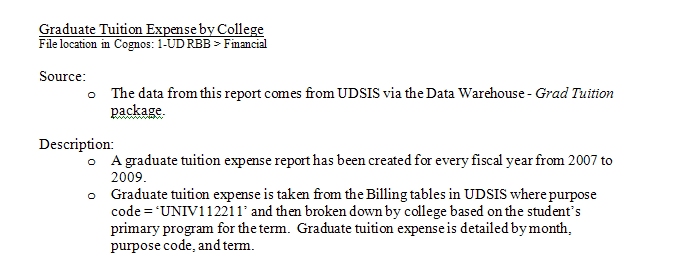 Graduate Tuition Expense by College
File location in Cognos: 1-UD RBB > Financial
Source:
o The data from this report comes from UDSIS via the Data Warehouse - Grad Tuition
package.
Description:
o A graduate tuition expense report has been created for every fiscal year from 2007 to
2009.
o Graduate tuition expense is taken from the Billing tables in UDSIS where purpose
code = ‘UNIV112211’ and then broken down by college based on the student’s
primary program for the term.  Graduate tuition expense is detailed by month,
purpose code, and term.